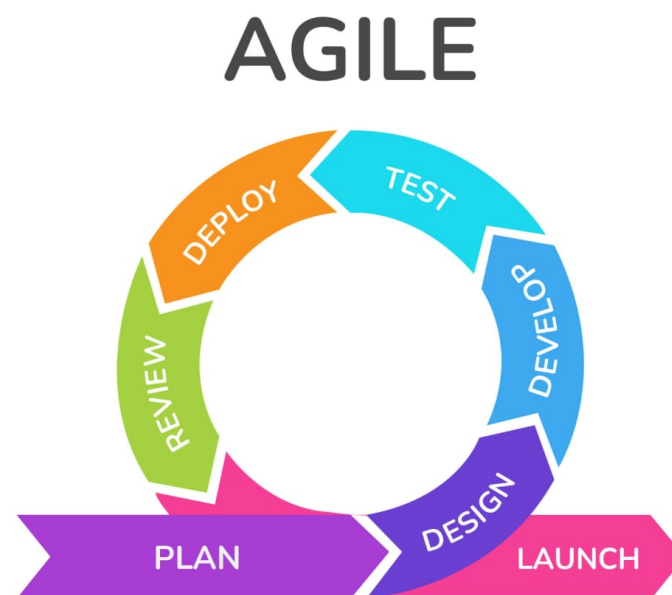 AGILE
PLAN
DESIGN
DEVELOP
TEST
DEPLOY
REVIEW
LAUNCH